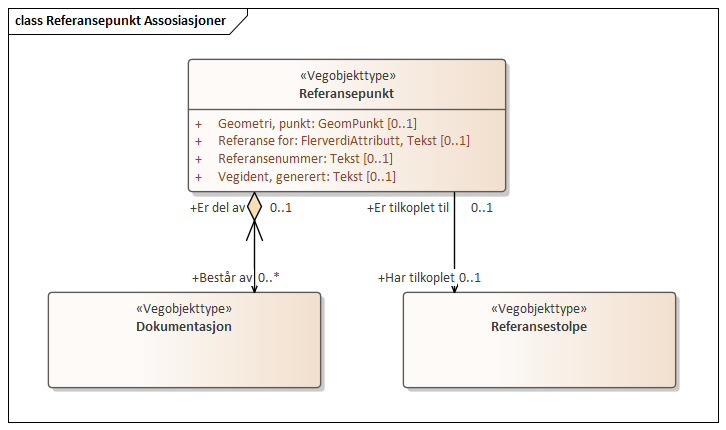 class Referansepunkt Assosiasjoner
«Vegobjekttype»
Referansepunkt
+ Geometri, punkt: GeomPunkt [0..1]
+ Referanse for: FlerverdiAttributt, Tekst [0..1]
+ Referansenummer: Tekst [0..1]
+ Vegident, generert: Tekst [0..1]
+Er del av 0..1
+Er tilkoplet til 0..1
+Består av 0..*
+Har tilkoplet 0..1
«Vegobjekttype»
Dokumentasjon
«Vegobjekttype»
Referansestolpe